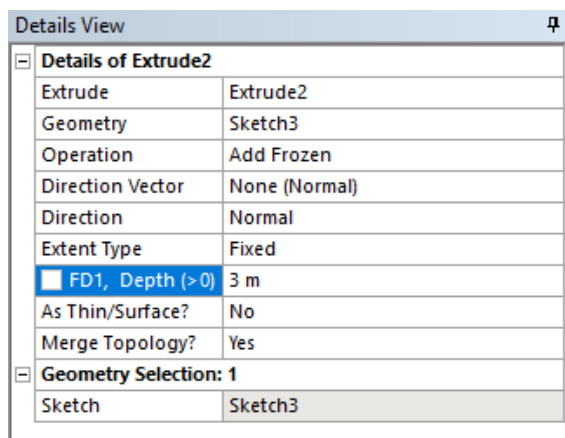 Details View
Details of Extrude2
Extrude Extrude2
Geometry Sketch3
Operation Add Frozen
Direction Vector None (Normal)
Direction Normal
Extent Type Fixed
FD1, Depth (>0) 3 m
As Thin/Surface? No
Merge Topology? Yes
Geometry Selection: 1
Sketch Sketch3